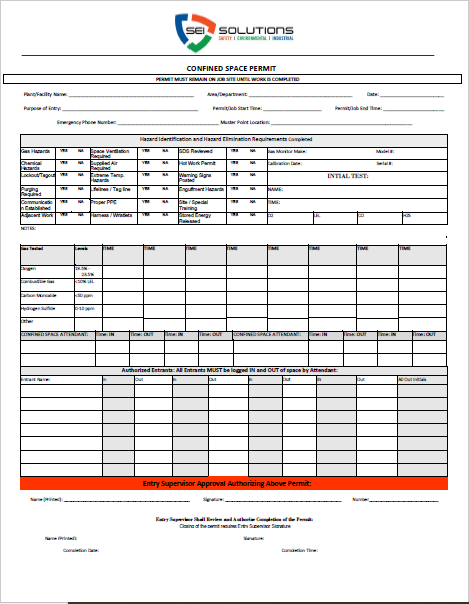 SEI SOLUTIONS
SAFETY | ENVIRONMENTAL | INDUSTRIAL
CONFINED SPACE PERMIT
PERMIT MUST REMAIN ON JOB SITE UNTIL WORK IS COMPLETED
Plant/Facility Name: Area/Department: Date:
Purpose of Entry: Permit/Job Start Time: Permit/Job End Time:
Emergency Phone Number: Muster Point Location:
Hazard Identification and Hazard Elimination Requirements Completed
Gas Hazards YES NA Space Ventilation Required YES NA SDS Reviewed YES NA Gas Monitor Make: Model #:
Chemical Hazards YES NA Supplied Air Required YES NA Hot Work Permit YES NA Calibration Date: Serial #:
Lockout/Tagout YES NA Extreme Temp. Hazards YES NA Warning Signs Posted YES NA INTIAL TEST:
Purging Required YES NA Lifelines / Tag line YES NA Engulfment Hazards YES NA NAME:
Communication Established YES NA Proper PPE YES NA Site / Special Training YES NA TIME:
Adjacent Work YES NA Harness / Wristlets YES NA Stored Energy Released YES NA O2 LEL CO H2S
NOTES:
Gas Tested Levels TIME TIME TIME TIME TIME TIME TIME
Oxygen 19.5% - 23.5%
Combustible Gas <10% LEL
Carbon Monoxide <50 ppm
Hydrogen Sulfide 0-10 ppm
Other
CONFINED SPACE ATTENDANT: Time: IN Time: OUT Time: IN Time: OUT CONFINED SPACE ATTENDANT: Time: IN Time: OUT Time: IN Time: OUT
Authorized Entrants: All Entrants MUST be logged IN and OUT of space by Attendant:
Entrant Name: In Out In Out In Out In Out All Out Initials
Entry Supervisor Approval Authorizing Above Permit:
Name (Printed): Signature: Number
Entry Supervisor Shall Review and Authorize Completion of the Permit:
Closing of the permit requires Entry Supervisor Signature
Name (Printed): Signature:
Completion Date: Completion Time: